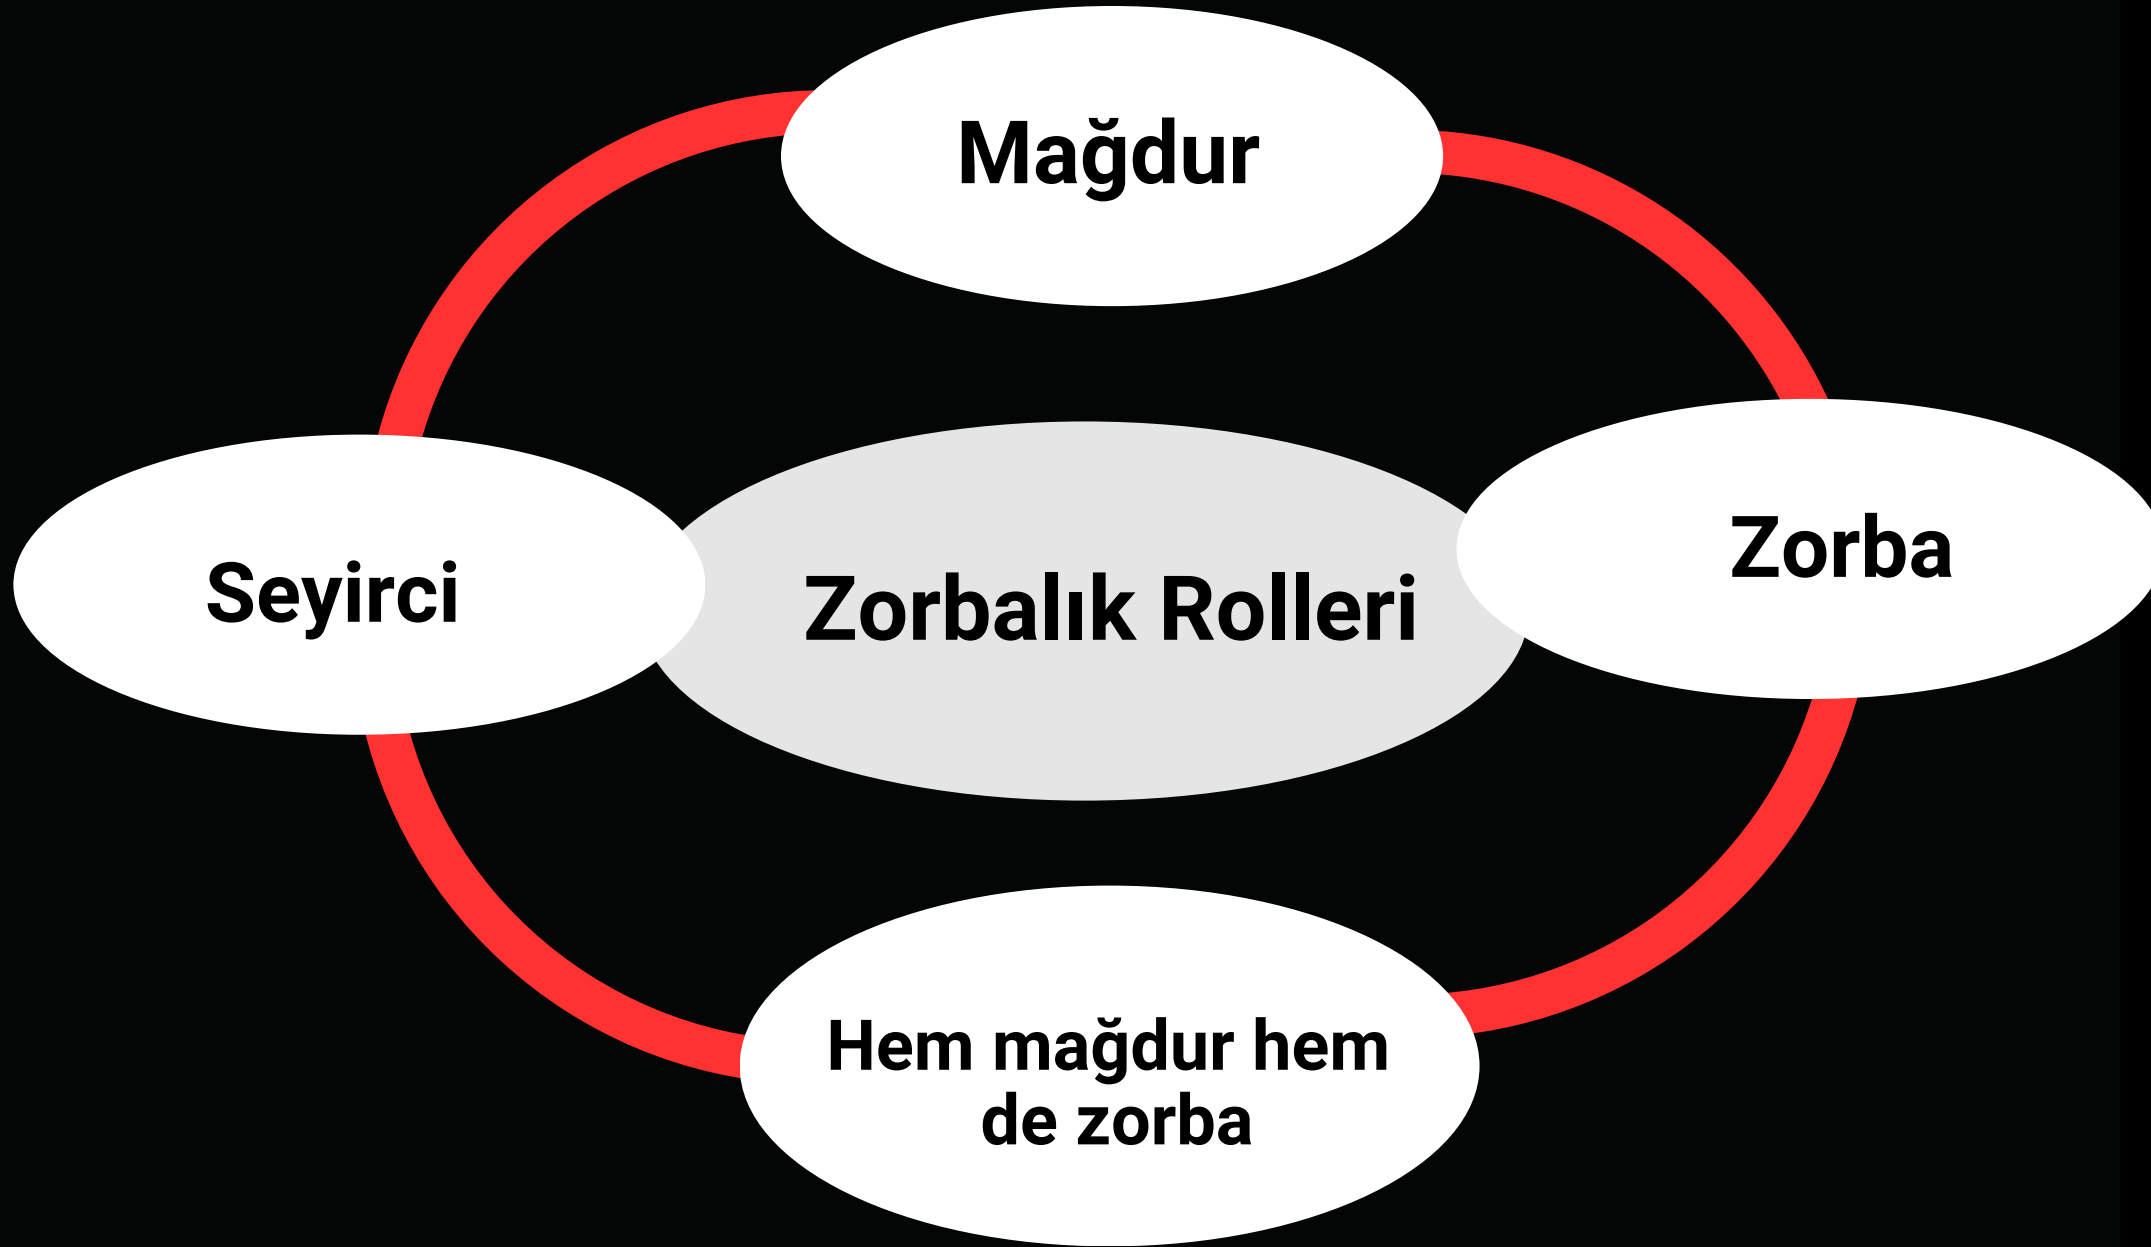 Mağdur
Zorba
Seyirci
Zorbalık Rolleri
Hem mağdur hem
de zorba